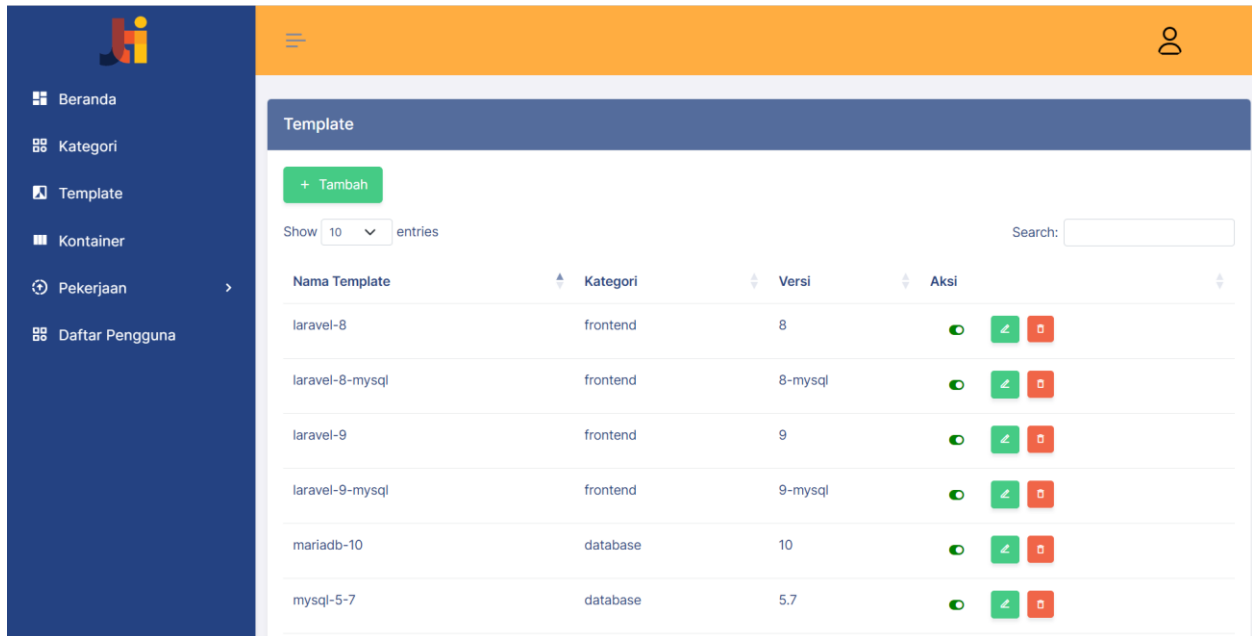 jti
Beranda
Kategori
Template
Kontainer
Pekerjaan
Daftar Pengguna
Template
+ Tambah
Show 10 entries
Search:
Nama Template Kategori Versi Aksi
laravel-8 frontend 8
laravel-8-mysql frontend 8-mysql
laravel-9 frontend 9
laravel-9-mysql frontend 9-mysql
mariadb-10 database 10
mysql-5-7 database 5.7